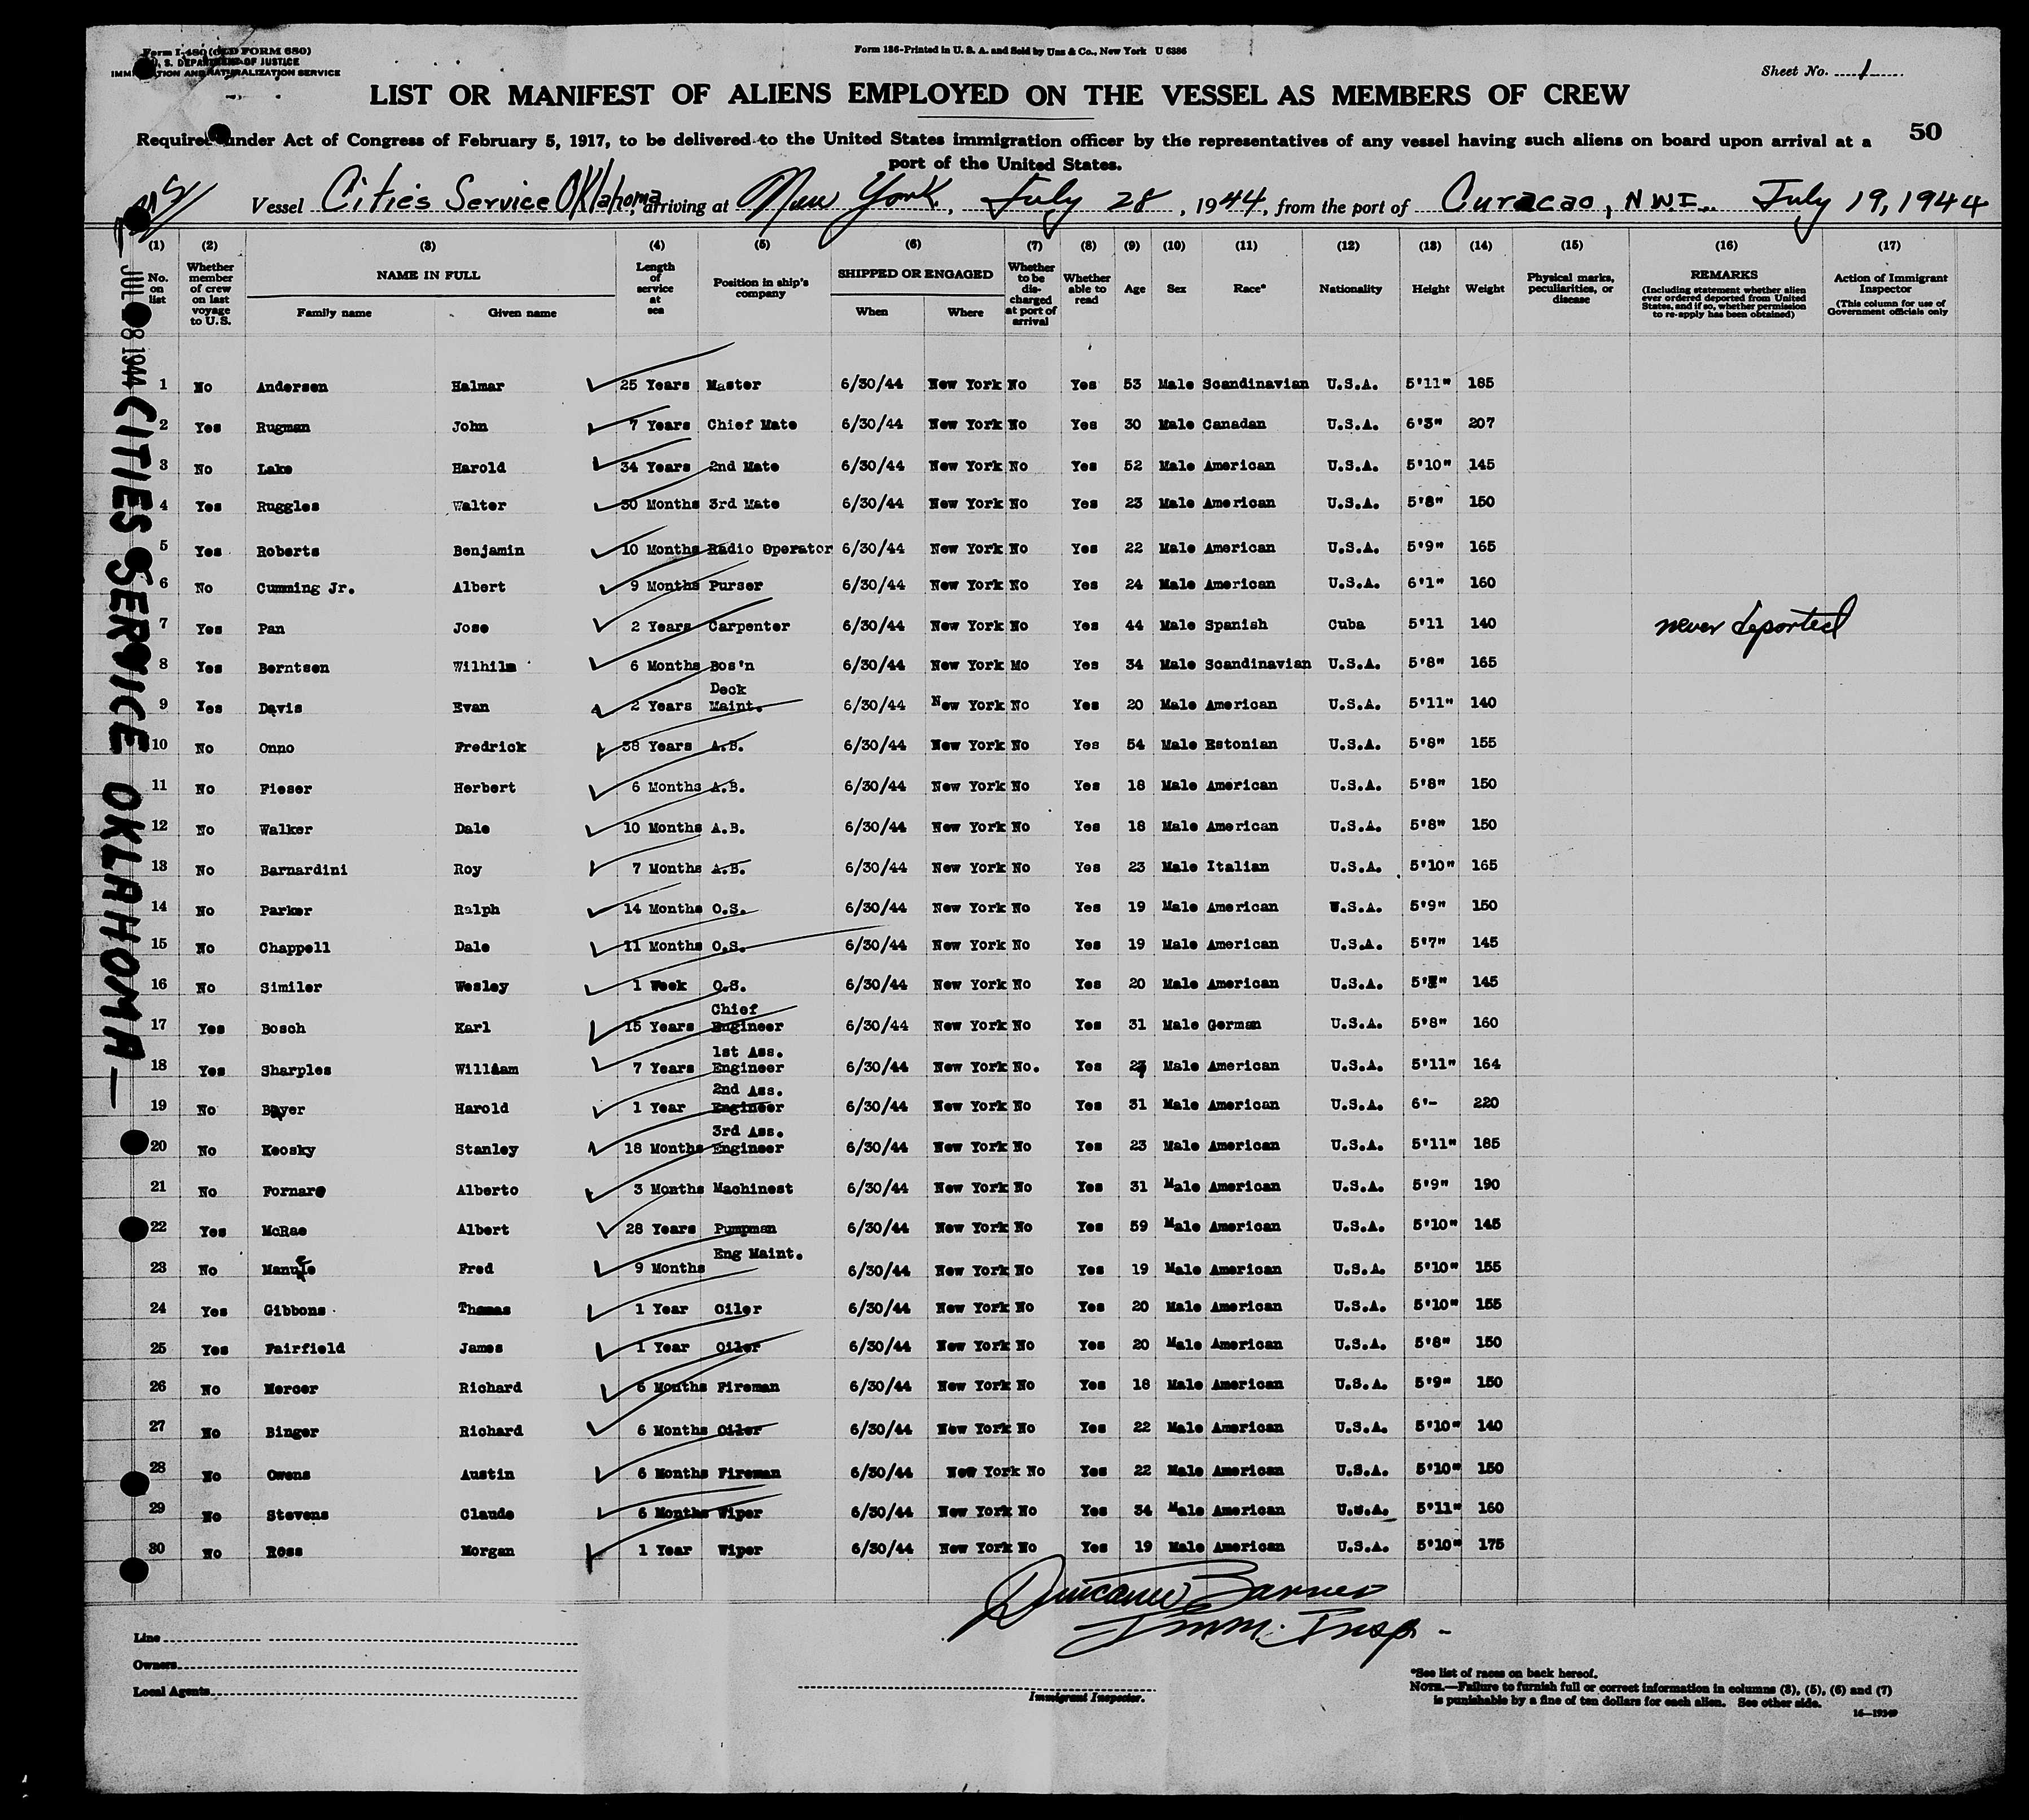 Form I-480 (OLD FORM 680)
U. S. DEPARTMENT OF JUSTICE
IMMIGRATION AND NATURALIZATION SERVICE
Form 136-Printed in U. S. A. and Sold by Unz & Co., New York U 6386
Sheet No. 1
LIST OR MANIFEST OF ALIENS EMPLOYED ON THE VESSEL AS MEMBERS OF CREW
50
Required under Act of Congress of February 5, 1917, to be delivered to the United States immigration officer by the representatives of any vessel having such aliens on board upon arrival at a
port of the United States.
Vessel Cities Service Oklahoma, arriving at New York, July 28, 1944, from the port of Curacao, N.W.I. July 19, 1944
(1) (2) (3) (4) (5) (6) (7) (8) (9) (10) (11) (12) (13) (14) (15) (16) (17)
No. on list
Whether member of crew on last voyage to U.S.
NAME IN FULL
Family name Given name
Length of service at sea
Position in ship's company
SHIPPED OR ENGAGED
When Where
Whether to be discharged at port of arrival
Whether able to read
Age
Sex
Race*
Nationality
Height
Weight
Physical marks, peculiarities, or disease
REMARKS
(Including statement whether alien ever ordered deported from United States, and if so, whether permission to re-apply has been obtained)
Action of Immigrant Inspector
(This column for use of Government officials only
1 No Andersen Halmar 25 Years Master 6/30/44 New York No Yes 53 Male Scandinavian U.S.A. 5'11" 185
2 Yes Rugman John 7 Years Chief Mate 6/30/44 New York No Yes 30 Male Canadan U.S.A. 6'3" 207
3 No Lake Harold 34 Years 2nd Mate 6/30/44 New York No Yes 52 Male American U.S.A. 5'10" 145
4 Yes Ruggles Walter 30 Months 3rd Mate 6/30/44 New York No Yes 23 Male American U.S.A. 5'8" 150
5 Yes Roberts Benjamin 10 Months Radio Operator 6/30/44 New York No Yes 22 Male American U.S.A. 5'9" 165
6 No Cumming Jr. Albert 9 Months Purser 6/30/44 New York No Yes 24 Male American U.S.A. 6'1" 160
7 Yes Pan Jose 2 Years Carpenter 6/30/44 New York No Yes 44 Male Spanish Cuba 5'11 140 never deported
8 Yes Berntsen Wilhilm 6 Months Bos'n 6/30/44 New York Mo Yes 34 Male Scandinavian U.S.A. 5'8" 165
9 Yes Davis Evan 2 Years Deck Maint. 6/30/44 New York No Yes 20 Male American U.S.A. 5'11" 140
10 No Onno Fredrick 38 Years A.B. 6/30/44 New York No Yes 54 Male Estonian U.S.A. 5'8" 155
11 No Fieser Herbert 6 Months A.B. 6/30/44 New York No Yes 18 Male American U.S.A. 5'8" 150
12 No Walker Dale 10 Months A.B. 6/30/44 New York No Yes 18 Male American U.S.A. 5'8" 150
13 No Barnardini Roy 7 Months A.B. 6/30/44 New York No Yes 23 Male Italian U.S.A. 5'10" 165
14 No Parker Ralph 14 Months O.S. 6/30/44 New York No Yes 19 Male American U.S.A. 5'9" 150
15 No Chappell Dale 11 Months O.S. 6/30/44 New York No Yes 19 Male American U.S.A. 5'7" 145
16 No Similer Wesley 1 Week O.S. 6/30/44 New York No Yes 20 Male American U.S.A. 145
17 Yes Bosch Karl 15 Years Chief Engineer 6/30/44 New York No Yes 31 Male German U.S.A. 5'8" 160
18 Yes Sharples William 7 Years 1st Ass. Engineer 6/30/44 New York No. Yes Male American U.S.A. 5'11" 164
19 No Bayer Harold 1 Year 2nd Ass. Engineer 6/30/44 New York No Yes 31 Male American U.S.A. 6'- 220
20 No Keosky Stanley 18 Months 3rd Ass. Engineer 6/30/44 New York No Yes 23 Male American U.S.A. 5'11" 185
21 No Fornaro Alberto 3 Months Machinest 6/30/44 New York No Yes 31 Male American U.S.A. 5'9" 190
22 Yes McRae Albert 28 Years Pumpman 6/30/44 New York No Yes 59 Male American U.S.A. 5'10" 145
23 No Fred 9 Months Eng Maint. 6/30/44 New York No Yes 19 Male American U.S.A. 5'10" 155
24 Yes Gibbons Thomas 1 Year Oiler 6/30/44 New York No Yes 20 Male American U.S.A. 5'10" 155
25 Yes Fairfield James 1 Year Oiler 6/30/44 New York No Yes 20 Male American U.S.A. 5'8" 150
26 No Mercer Richard 6 Months Fireman 6/30/44 New York No Yes 18 Male American U.S.A. 5'9" 150
27 No Binger Richard 6 Months Oiler 6/30/44 New York No Yes 22 Male American U.S.A. 5'10" 140
28 No Owens Austin 6 Months Fireman 6/30/44 New York No Yes 22 Male American U.S.A. 5'10" 150
29 No Stevens Claude 6 Months Wiper 6/30/44 New York No Yes 34 Male American U.S.A. 5'11" 160
30 No Ross Morgan 1 Year Wiper 6/30/44 New York No Yes 19 Male American U.S.A. 5'10" 175
JUL 28 1944 CITIES SERVICE OKLAHOMA —
Imm. Insp.
Line
Owners
Local Agents
Immigrant Inspector.
*See list of races on back hereof.
NOTE.—Failure to furnish full or correct information in columns (3), (5), (6) and (7)
is punishable by a fine of ten dollars for each alien. See other side.